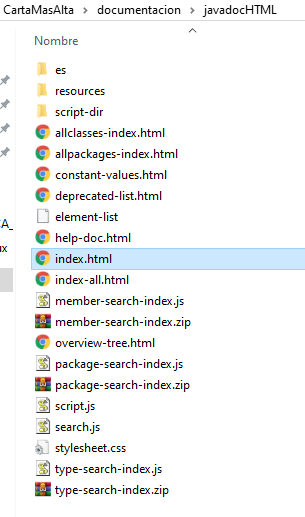 CartaMasAlta > documentacion > javadocHTML
Nombre
es
resources
script-dir
allclasses-index.html
allpackages-index.html
constant-values.html
deprecated-list.html
element-list
CA_
help-doc.html
ux
index.html
index-all.html
member-search-index.js
member-search-index.zip
overview-tree.html
package-search-index.js
package-search-index.zip
script.js
search.js
stylesheet.css
type-search-index.js
type-search-index.zip